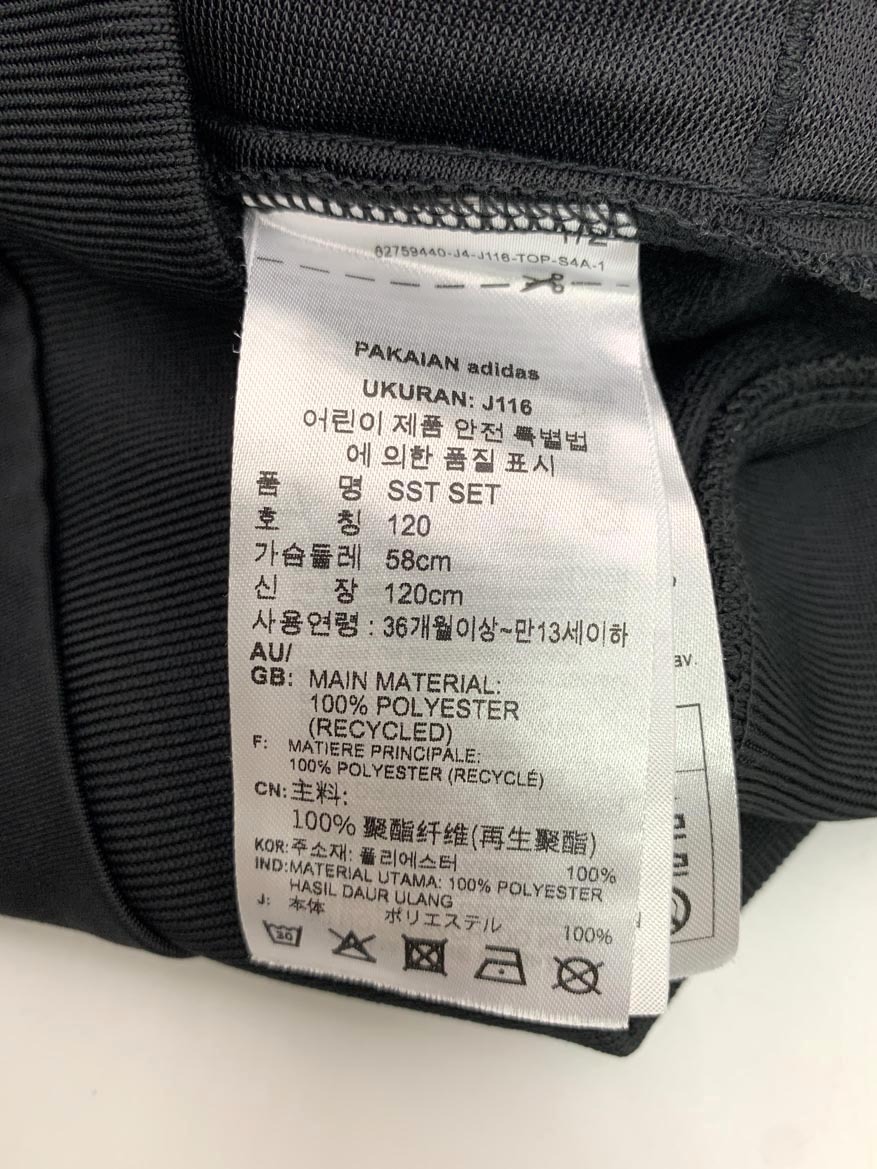 1/2
62759440-J4-J116-TOP-S4A-1
PAKAIAN adidas
UKURAN: J116
어린이 제품 안전 특별법
에 의한 품질 표시
품 명 SST SET
호 칭 120
가슴둘레 58cm
신 장 120cm
사용연령 : 36개월이상~만13세이하
AU/
GB: MAIN MATERIAL:
100% POLYESTER
(RECYCLED)
F: MATIERE PRINCIPALE:
100% POLYESTER (RECYCLÉ)
CN: 主料:
100% 聚酯纤维(再生聚酯)
KOR: 주소재: 폴리에스터 100%
IND: MATERIAL UTAMA: 100% POLYESTER
HASIL DAUR ULANG
J: 本体 ポリエステル 100%
30